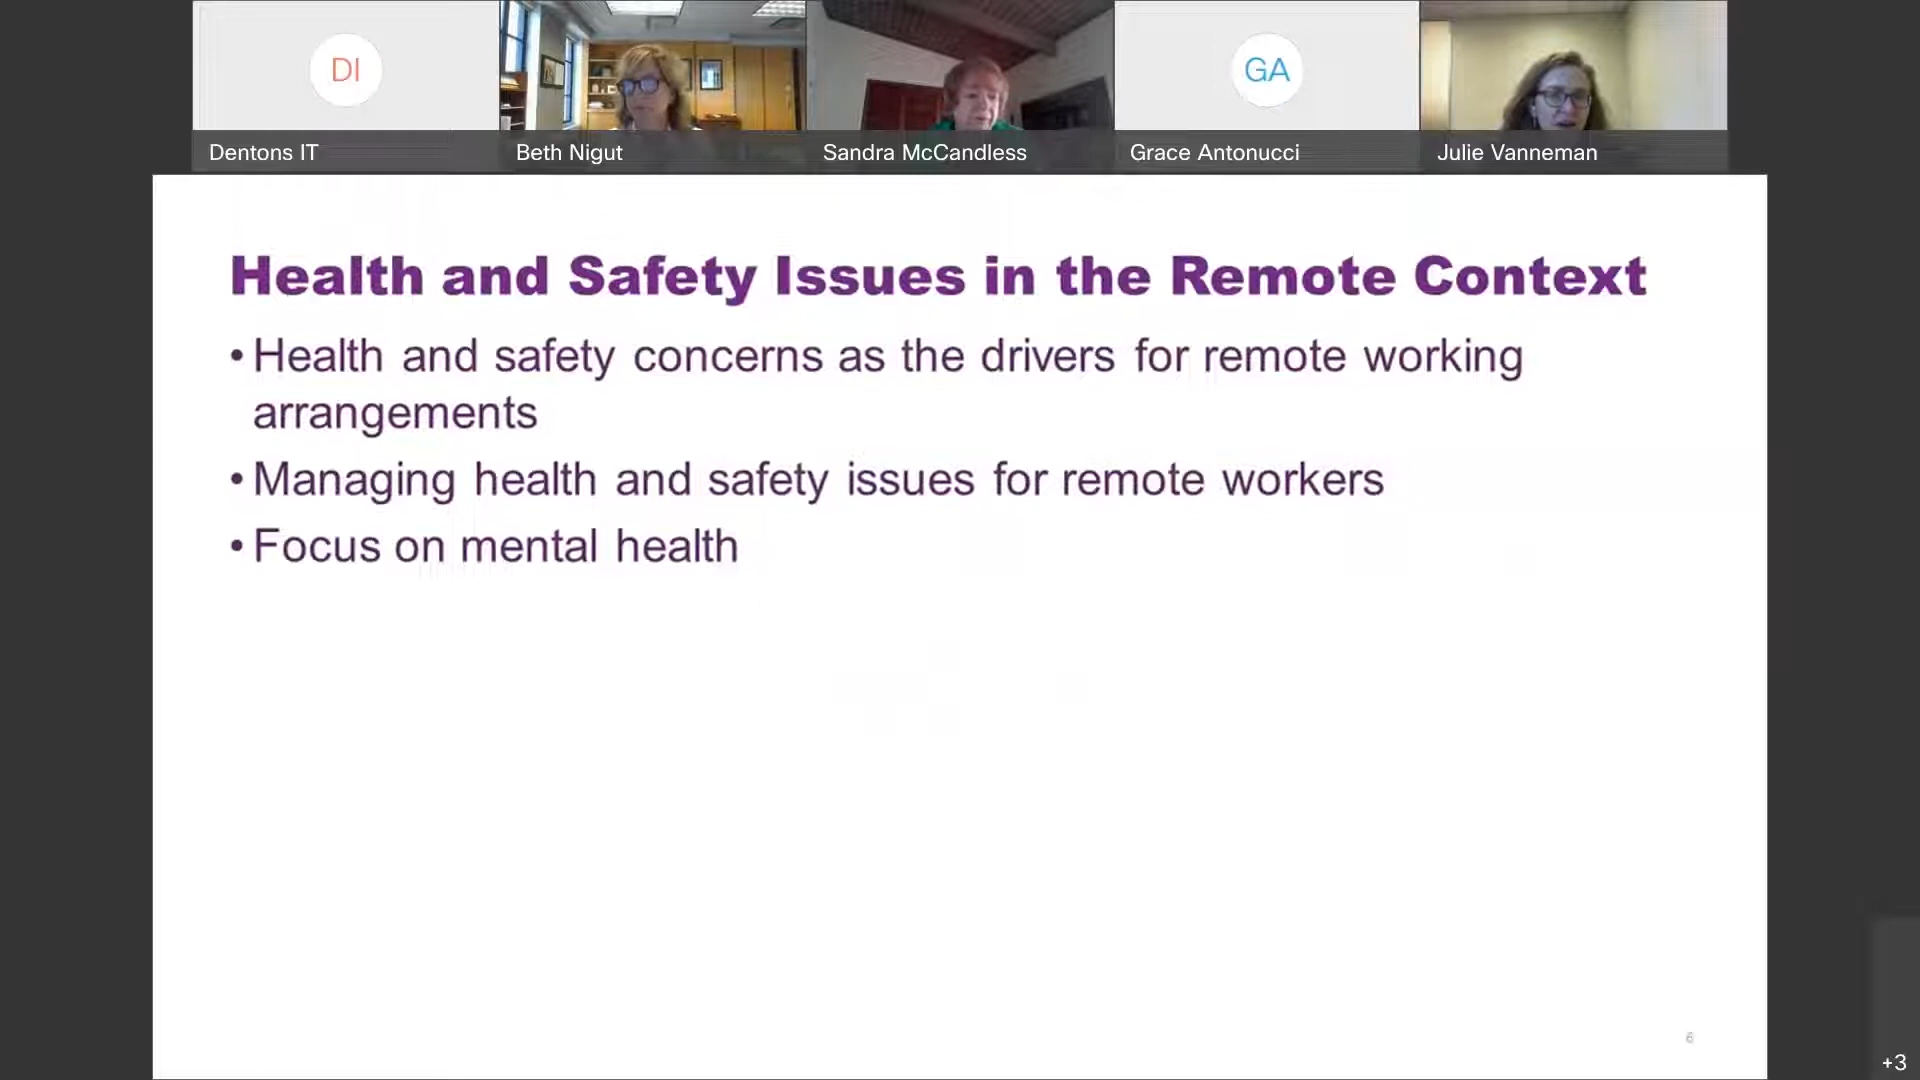 DI
GA
Dentons IT
Beth Nigut
Sandra McCandless
Grace Antonucci
Julie Vanneman
Health and Safety Issues in the Remote Context
• Health and safety concerns as the drivers for remote working
arrangements
• Managing health and safety issues for remote workers
• Focus on mental health
6
+3